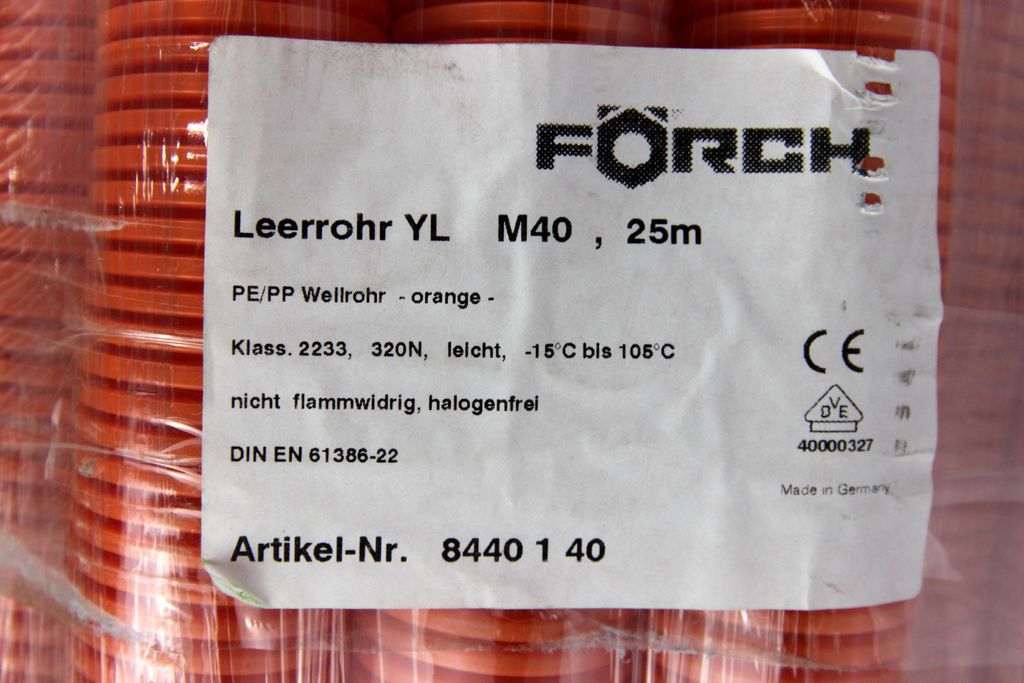 FÖRCH
Leerrohr YL M40 , 25m
PE/PP Wellrohr - orange -
Klass. 2233, 320N, leicht, -15°C bis 105°C
nicht flammwidrig, halogenfrei
DIN EN 61386-22
CE
DVE
40000327
Made in Germany
Artikel-Nr. 8440 1 40